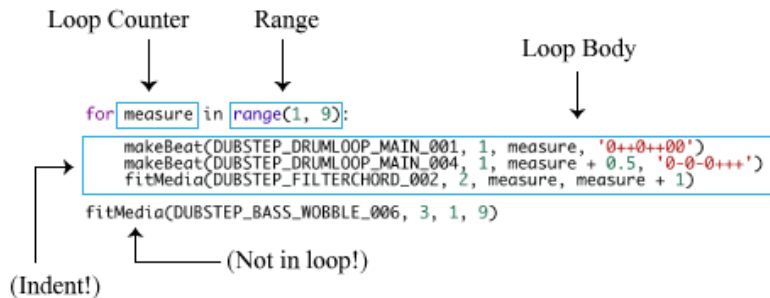 Loop Counter
Range
Loop Body
for measure in range(1, 9):
makeBeat(DUBSTEP_DRUMLOOP_MAIN_001, 1, measure, '0++0++00')
makeBeat(DUBSTEP_DRUMLOOP_MAIN_004, 1, measure + 0.5, '0-0-0+++')
fitMedia(DUBSTEP_FILTERCHORD_002, 2, measure, measure + 1)
fitMedia(DUBSTEP_BASS_WOBBLE_006, 3, 1, 9)
(Not in loop!)
(Indent!)